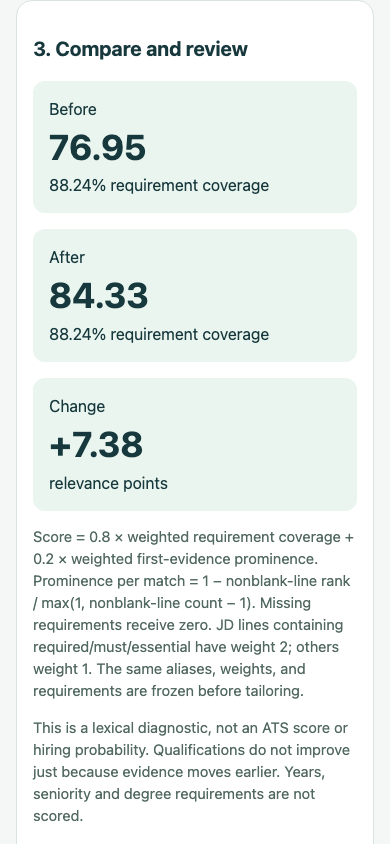 3. Compare and review
Before
76.95
88.24% requirement coverage
After
84.33
88.24% requirement coverage
Change
+7.38
relevance points
Score = 0.8 × weighted requirement coverage +
0.2 × weighted first-evidence prominence.
Prominence per match = 1 − nonblank-line rank
/ max(1, nonblank-line count − 1). Missing
requirements receive zero. JD lines containing
required/must/essential have weight 2; others
weight 1. The same aliases, weights, and
requirements are frozen before tailoring.
This is a lexical diagnostic, not an ATS score or
hiring probability. Qualifications do not improve
just because evidence moves earlier. Years,
seniority and degree requirements are not
scored.